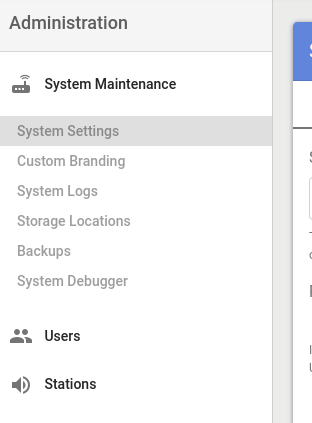 Administration
System Maintenance
System Settings
Custom Branding
System Logs
Storage Locations
Backups
System Debugger
Users
Stations